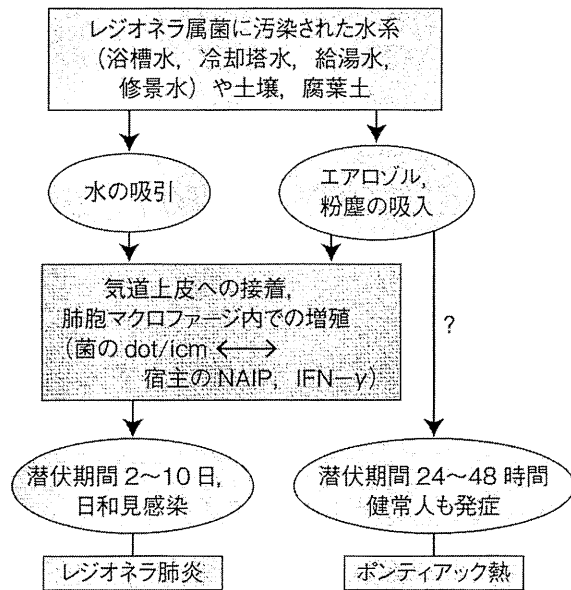 レジオネラ属菌に汚染された水系
（浴槽水，冷却塔水，給湯水，
修景水）や土壌，腐葉土
水の吸引
エアロゾル，
粉塵の吸入
気道上皮への接着，
肺胞マクロファージ内での増殖
（菌の dot/icm ⟷
宿主の NAIP，IFN−γ）
?
潜伏期間 2〜10 日，
日和見感染
潜伏期間 24〜48 時間
健常人も発症
レジオネラ肺炎
ポンティアック熱